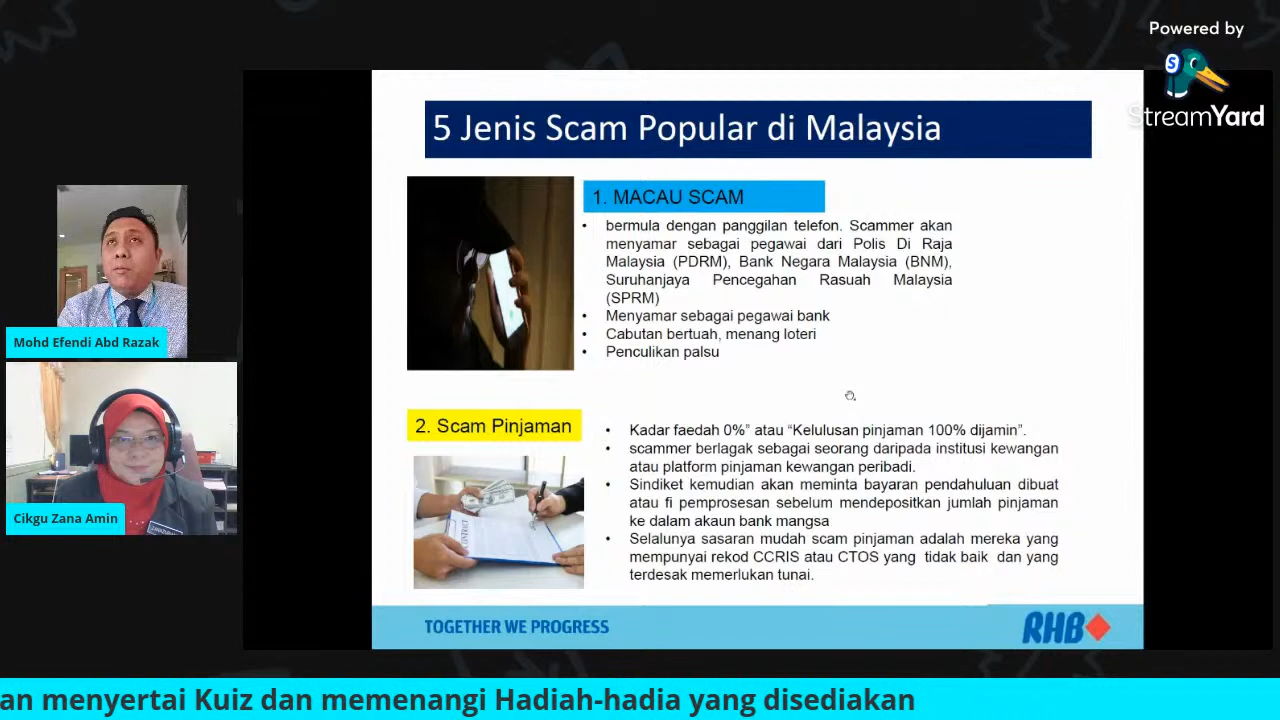 Powered by
StreamYard
5 Jenis Scam Popular di Malaysia
1. MACAU SCAM
• bermula dengan panggilan telefon. Scammer akan
menyamar sebagai pegawai dari Polis Di Raja
Malaysia (PDRM), Bank Negara Malaysia (BNM),
Suruhanjaya Pencegahan Rasuah Malaysia
(SPRM)
• Menyamar sebagai pegawai bank
• Cabutan bertuah, menang loteri
• Penculikan palsu
2. Scam Pinjaman
• Kadar faedah 0%” atau “Kelulusan pinjaman 100% dijamin”.
• scammer berlagak sebagai seorang daripada institusi kewangan
atau platform pinjaman kewangan peribadi.
• Sindiket kemudian akan meminta bayaran pendahuluan dibuat
atau fi pemprosesan sebelum mendepositkan jumlah pinjaman
ke dalam akaun bank mangsa
• Selalunya sasaran mudah scam pinjaman adalah mereka yang
mempunyai rekod CCRIS atau CTOS yang tidak baik dan yang
terdesak memerlukan tunai.
CONTRACT
TOGETHER WE PROGRESS
RHB
Mohd Efendi Abd Razak
Cikgu Zana Amin
an menyertai Kuiz dan memenangi Hadiah-hadia yang disediakan